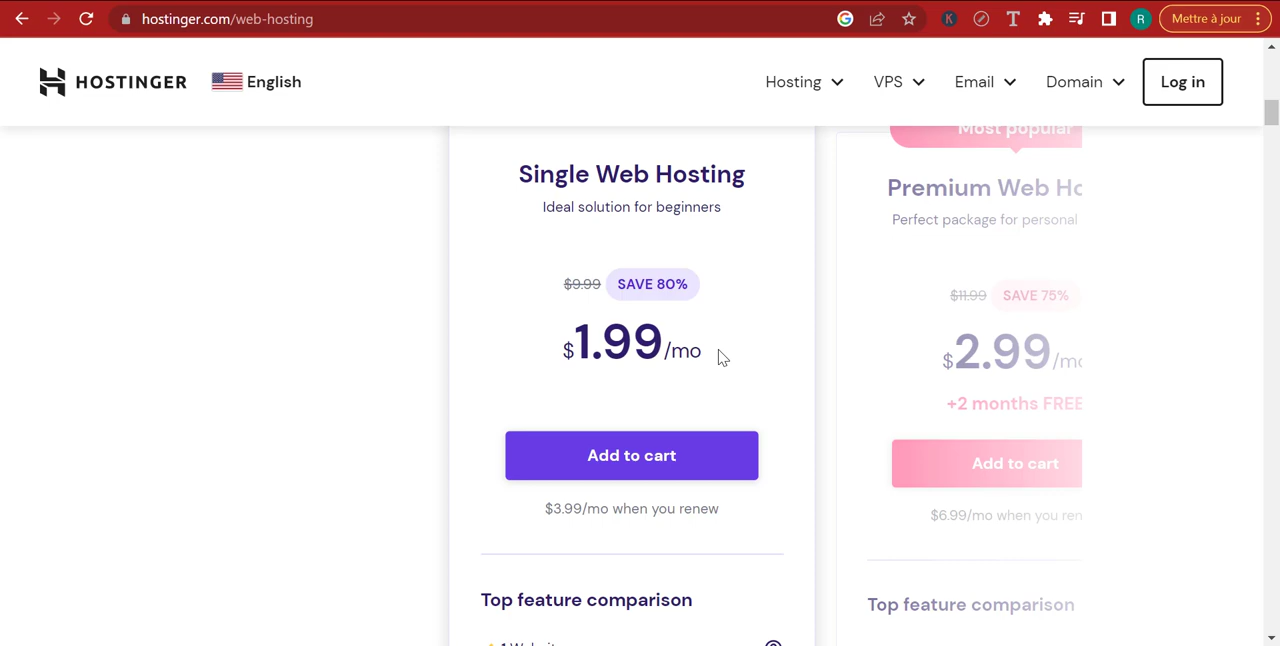 hostinger.com/web-hosting
K
T
R
Mettre à jour
HOSTINGER
English
Hosting
VPS
Email
Domain
Log in
Single Web Hosting
Ideal solution for beginners
$9.99
SAVE 80%
$1.99/mo
Add to cart
$3.99/mo when you renew
Top feature comparison
Most popular
Premium Web
Perfect package for personal
$11.99
SAVE 75%
$2.99/mo
+2 months FREE
Add to cart
$6.99/mo when you
Top feature comparison